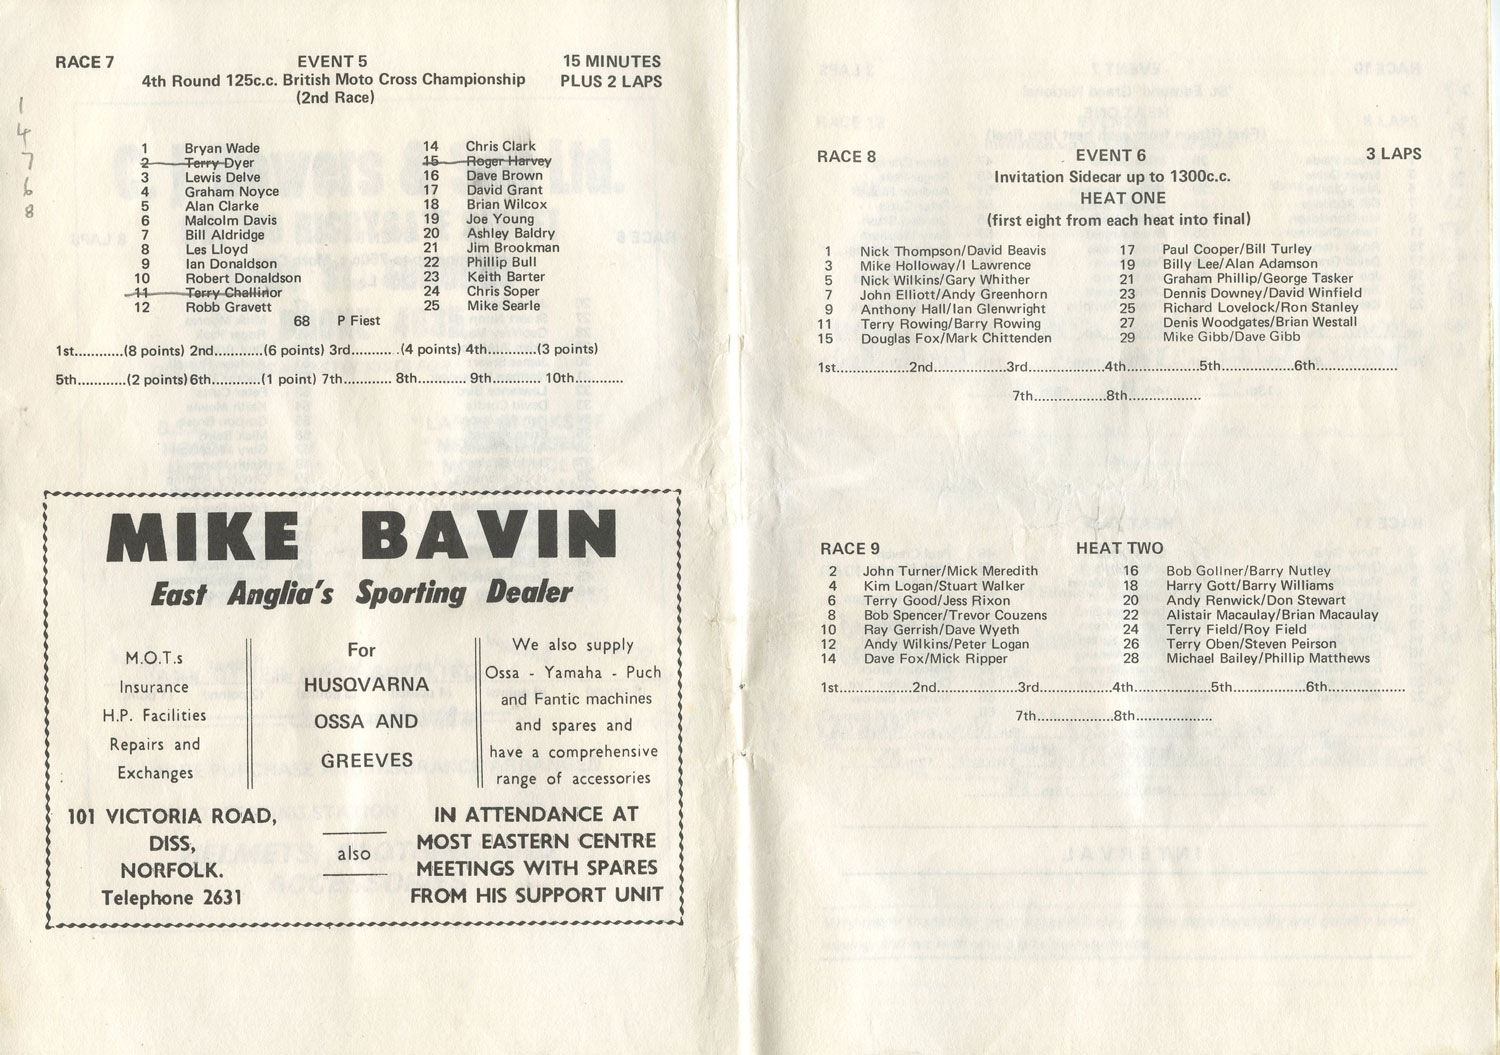 RACE 7 EVENT 5 15 MINUTES
4th Round 125c.c. British Moto Cross Championship PLUS 2 LAPS
(2nd Race)
1
4
7
6
8
1 Bryan Wade 14 Chris Clark
2 Terry Dyer 15 Roger Harvey
3 Lewis Delve 16 Dave Brown
4 Graham Noyce 17 David Grant
5 Alan Clarke 18 Brian Wilcox
6 Malcolm Davis 19 Joe Young
7 Bill Aldridge 20 Ashley Baldry
8 Les Lloyd 21 Jim Brookman
9 Ian Donaldson 22 Phillip Bull
10 Robert Donaldson 23 Keith Barter
11 Terry Challinor 24 Chris Soper
12 Robb Gravett 25 Mike Searle
68 P Fiest
1st............(8 points) 2nd............(6 points) 3rd...........(4 points) 4th............(3 points)
5th............(2 points) 6th............(1 point) 7th............ 8th............ 9th............ 10th............
MIKE BAVIN
East Anglia's Sporting Dealer
M.O.T.s
Insurance
H.P. Facilities
Repairs and
Exchanges
For
HUSQVARNA
OSSA AND
GREEVES
We also supply
Ossa - Yamaha - Puch
and Fantic machines
and spares and
have a comprehensive
range of accessories
101 VICTORIA ROAD,
DISS,
NORFOLK.
Telephone 2631
also
IN ATTENDANCE AT
MOST EASTERN CENTRE
MEETINGS WITH SPARES
FROM HIS SUPPORT UNIT
RACE 8 EVENT 6 3 LAPS
Invitation Sidecar up to 1300c.c.
HEAT ONE
(first eight from each heat into final)
1 Nick Thompson/David Beavis 17 Paul Cooper/Bill Turley
3 Mike Holloway/I Lawrence 19 Billy Lee/Alan Adamson
5 Nick Wilkins/Gary Whither 21 Graham Phillip/George Tasker
7 John Elliott/Andy Greenhorn 23 Dennis Downey/David Winfield
9 Anthony Hall/Ian Glenwright 25 Richard Lovelock/Ron Stanley
11 Terry Rowing/Barry Rowing 27 Denis Woodgates/Brian Westall
15 Douglas Fox/Mark Chittenden 29 Mike Gibb/Dave Gibb
1st..................2nd..................3rd..................4th..................5th..................6th....................
7th..................8th..................
RACE 9 HEAT TWO
2 John Turner/Mick Meredith 16 Bob Gollner/Barry Nutley
4 Kim Logan/Stuart Walker 18 Harry Gott/Barry Williams
6 Terry Good/Jess Rixon 20 Andy Renwick/Don Stewart
8 Bob Spencer/Trevor Couzens 22 Alistair Macaulay/Brian Macaulay
10 Ray Gerrish/Dave Wyeth 24 Terry Field/Roy Field
12 Andy Wilkins/Peter Logan 26 Terry Oben/Steven Peirson
14 Dave Fox/Mick Ripper 28 Michael Bailey/Phillip Matthews
1st..................2nd...................3rd..................4th...................5th..................6th...................
7th...................8th...................